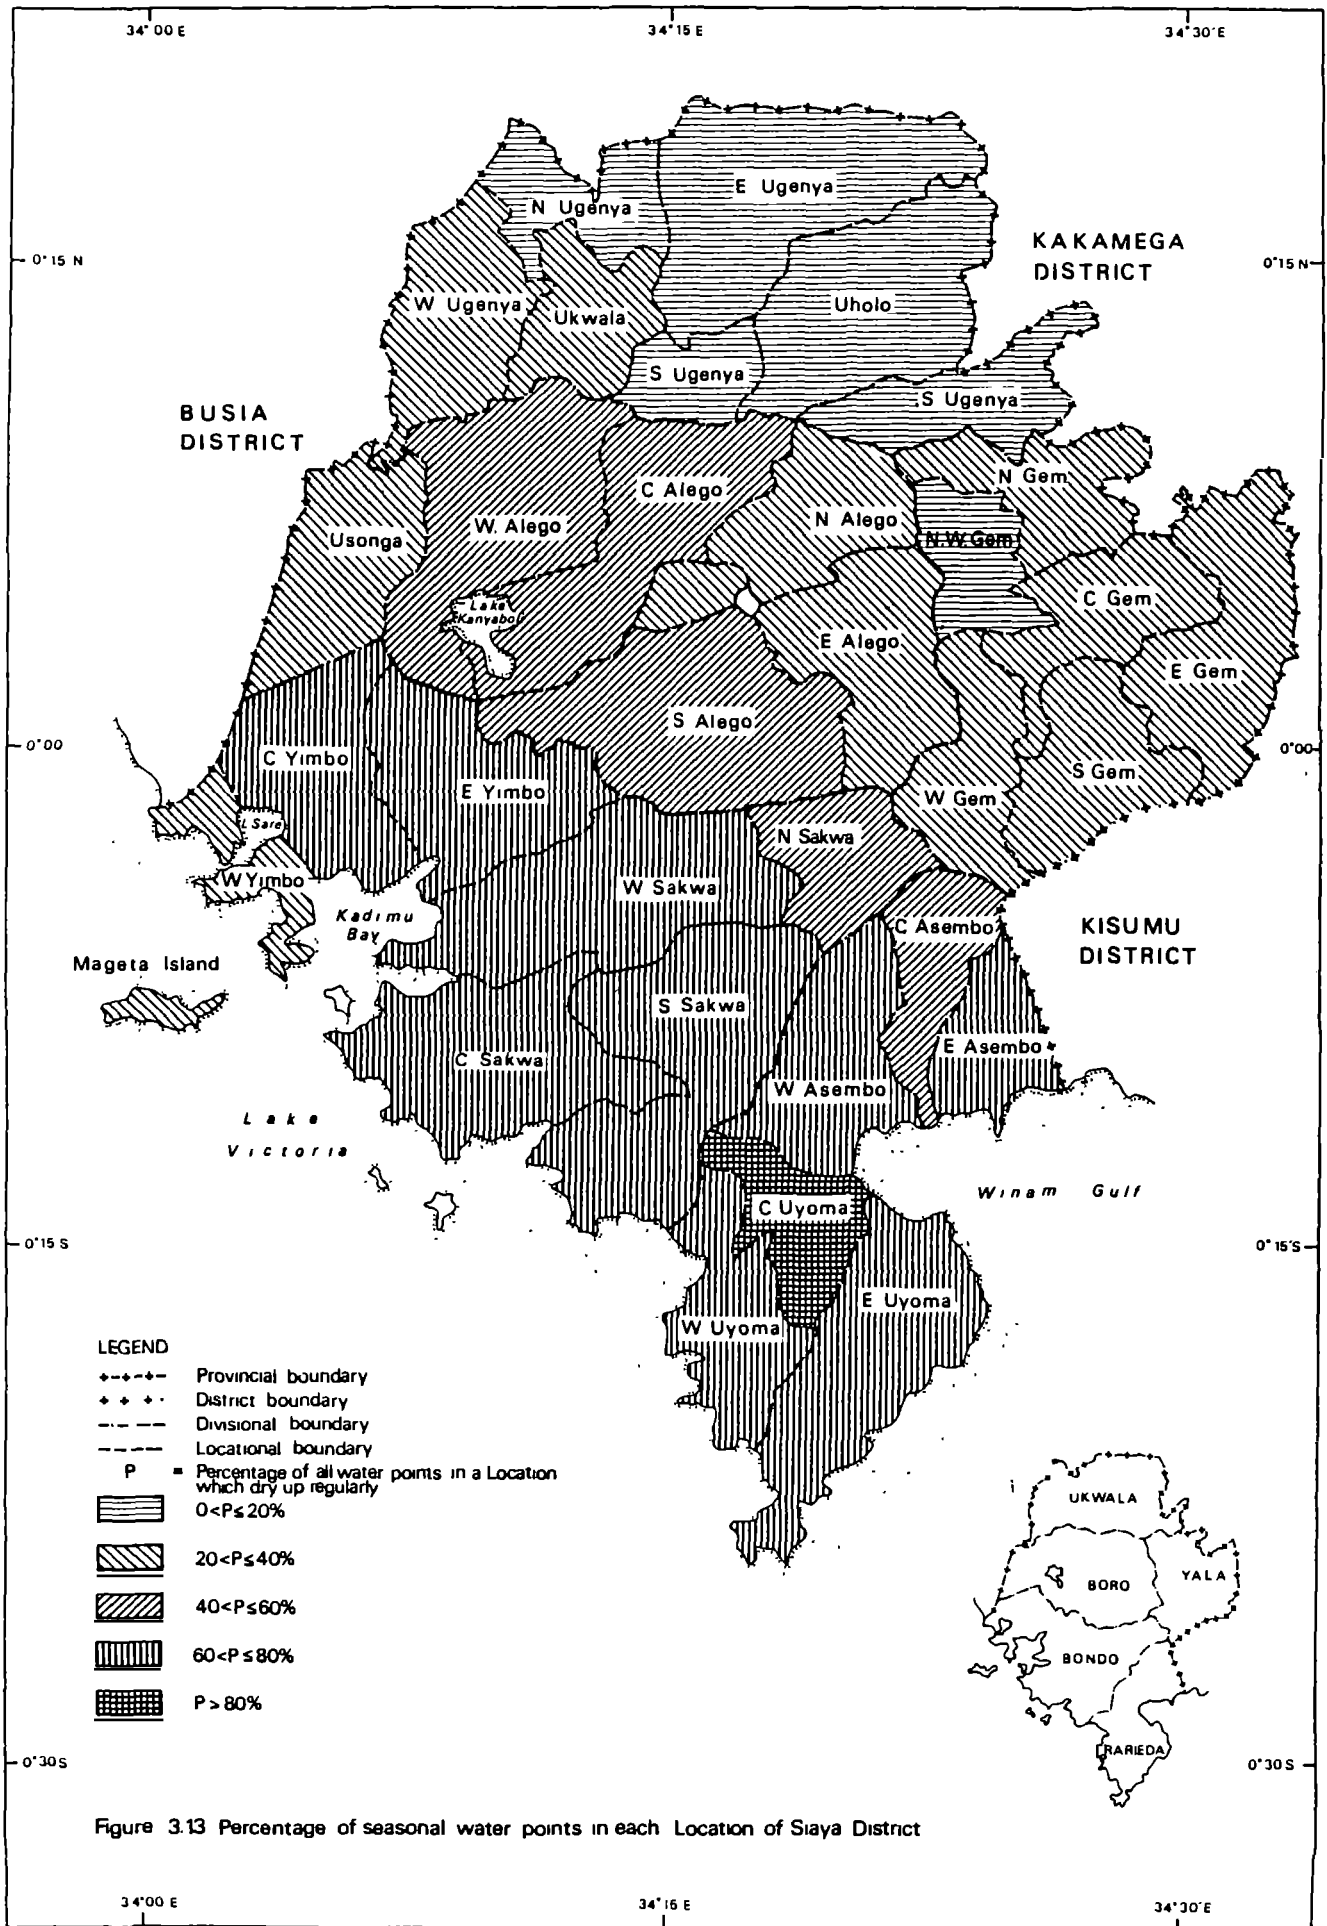 34°00 E
34°15 E
34°30'E
E Ugenya
N Ugenya
KAKAMEGA
DISTRICT
0°15 N
0°15 N
W Ugenya
Ukwala
Uholo
S Ugenya
S Ugenya
BUSIA
DISTRICT
N Gem
C Alego
N Alego
W. Alego
Usonga
N.W. Gem
C Gem
Lake
Kanyaboli
E Alego
E Gem
S Alego
0°00
0°00
C Yimbo
S Gem
E Yimbo
W Gem
L Sare
N Sakwa
W Yimbo
W Sakwa
Kadimu
Bay
C Asembo
KISUMU
DISTRICT
Mageta Island
S Sakwa
E Asembo
C Sakwa
W Asembo
Lake
Victoria
Winam Gulf
C Uyoma
0°15 S
0°15'S
E Uyoma
W Uyoma
LEGEND
Provincial boundary
District boundary
Divisional boundary
Locational boundary
P = Percentage of all water points in a Location
which dry up regularly
0<P≤20%
20<P≤40%
40<P≤60%
60<P≤80%
P>80%
UKWALA
YALA
BORO
BONDO
RARIEDA
0°30S
0°30S
Figure 3.13 Percentage of seasonal water points in each Location of Siaya District
34°00 E
34°15 E
34°30'E